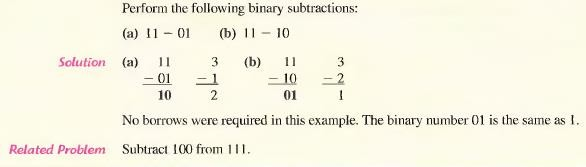 Perform the following binary subtractions:
(a) 11 − 01 (b) 11 − 10
Solution (a) 11 3 (b) 11 3
− 01 − 1 − 10 − 2
10 2 01 1
No borrows were required in this example. The binary number 01 is the same as 1.
Related Problem Subtract 100 from 111.